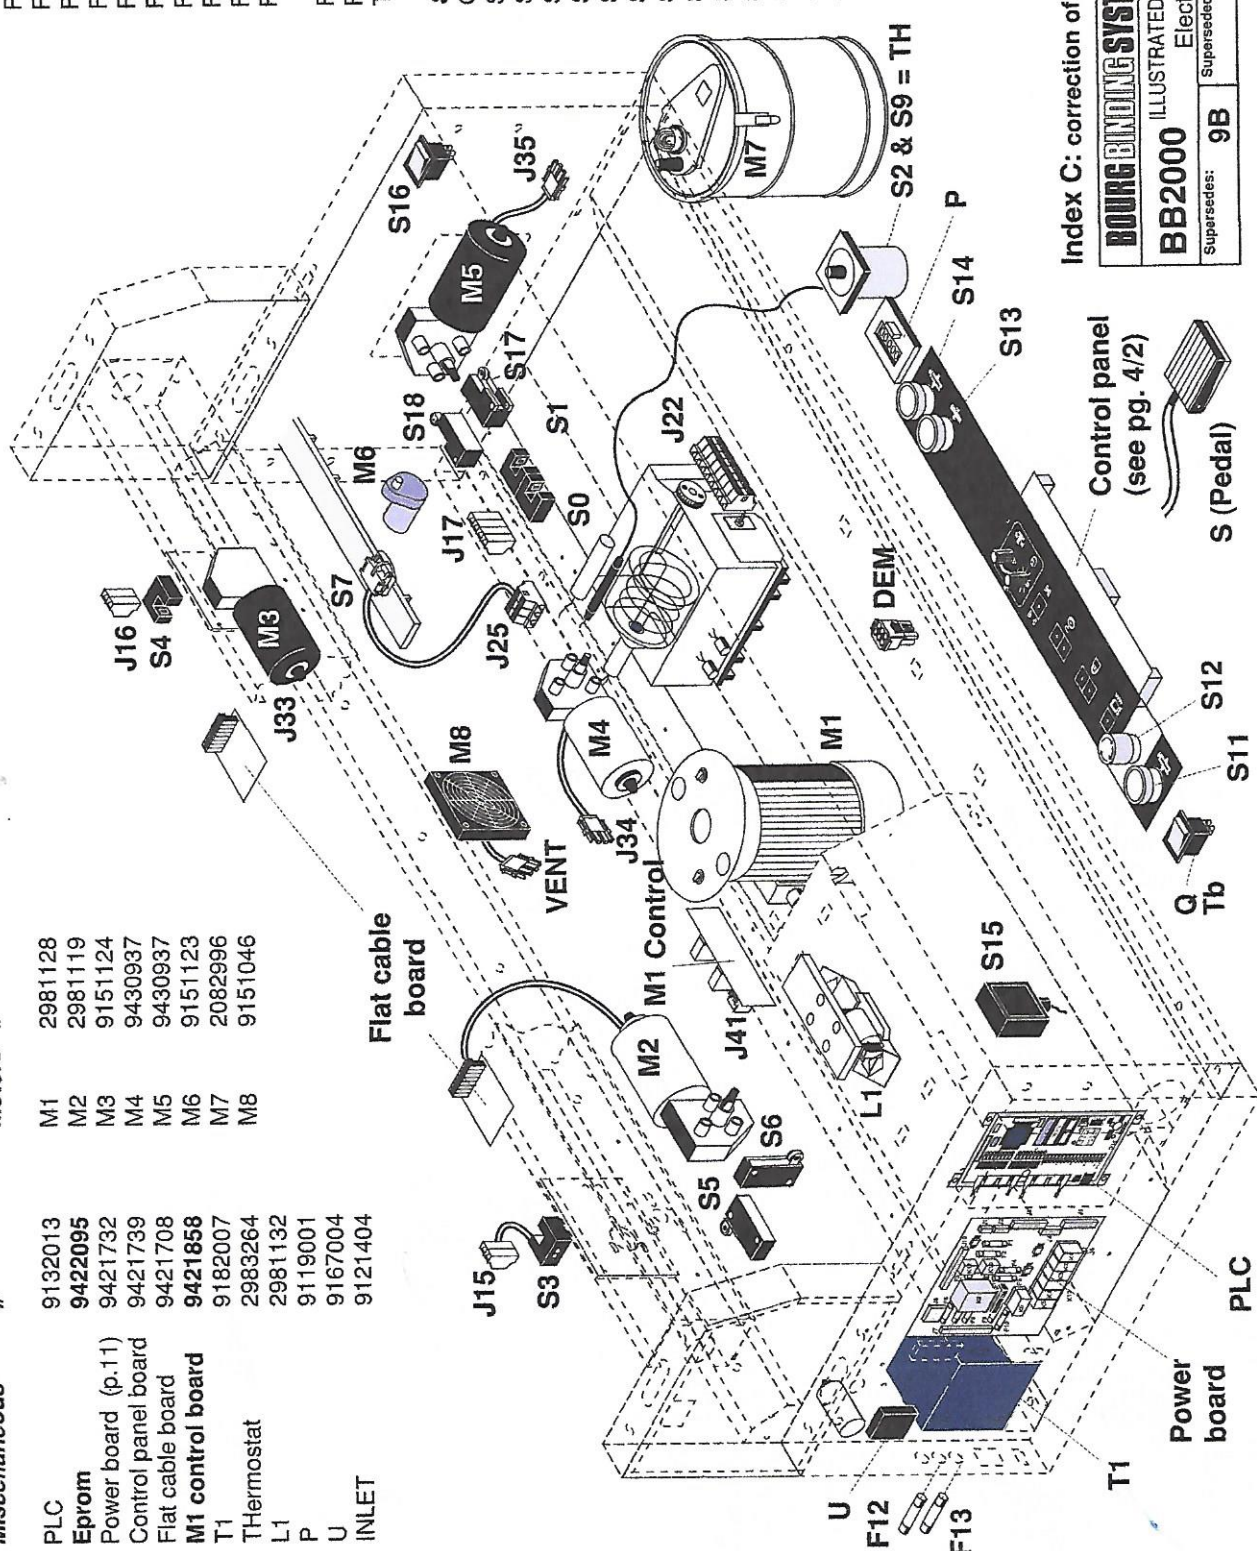 Miscellaneous
PLC 9132013
Eprom 9422095
Power board (p.11) 9421732
Control panel board 9421739
Flat cable board 9421708
M1 control board 9421858
T1 9182007
THermostat 2983264
L1 2981132
P 9119001
U 9167004
INLET 9121404
M1 2981128
M2 2981119
M3 9151124
M4 9430937
M5 9430937
M6 9151123
M7 2082996
M8 9151046
J16
S4
M3
J33
S7
M6
J17
J25
S18
S17
S1
S0
M5
J35
S16
M7
S2 & S9 = TH
P
S14
S13
J22
DEM
Flat cable
board
M8
VENT
M4
J34
M1
M1 Control
J41
M2
L1
S5
S6
J15
S3
S15
Control panel
(see pg. 4/2)
S (Pedal)
S12
S11
Q
Tb
U
F12
F13
T1
Power
board
PLC
Index C: correction of
BOURG BINDING SYST
BB2000
ILLUSTRATED
Elect
Supersedes: 9B
Superseded